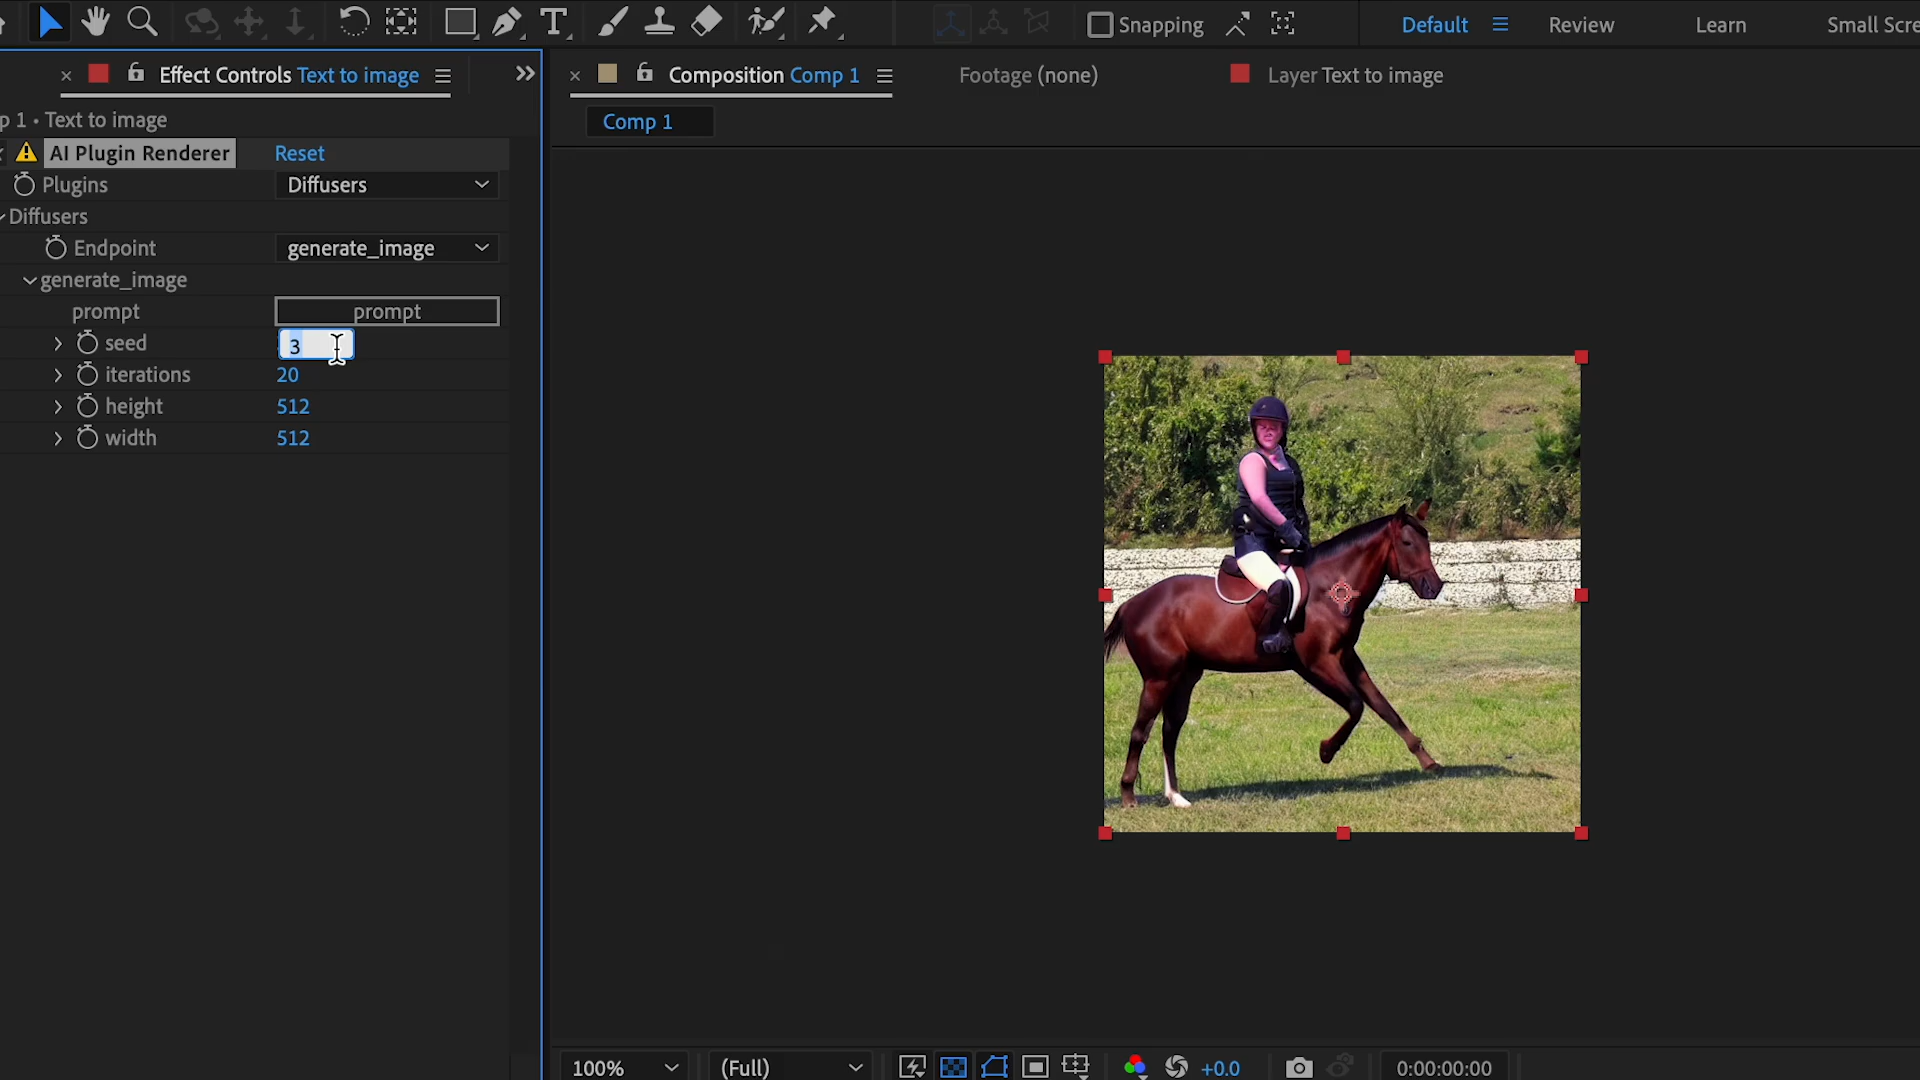 Snapping
Default
Review
Learn
Small Scre
Effect Controls Text to image
Composition Comp 1
Footage (none)
Layer Text to image
p 1 • Text to image
Comp 1
AI Plugin Renderer
Reset
Plugins
Diffusers
Diffusers
Endpoint
generate_image
generate_image
prompt
prompt
seed
3
iterations
20
height
512
width
512
100%
(Full)
+0.0
0:00:00:00